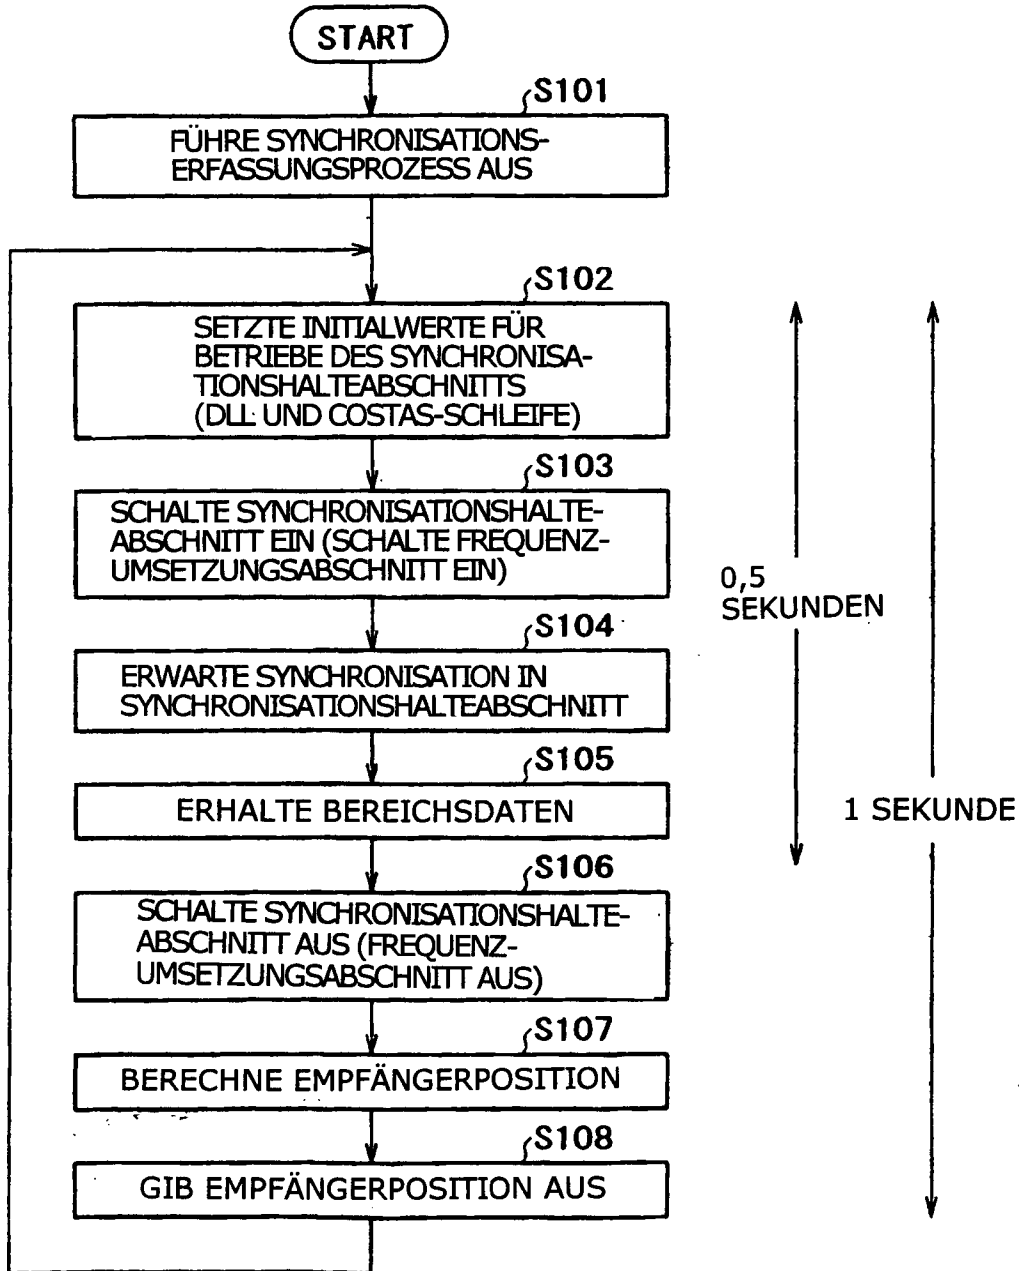 START
S101
FÜHRE SYNCHRONISATIONS-
ERFASSUNGSPROZESS AUS
S102
SETZTE INITIALWERTE FÜR
BETRIEBE DES SYNCHRONISA-
TIONSHALTEABSCHNITTS
(DLL UND COSTAS-SCHLEIFE)
S103
SCHALTE SYNCHRONISATIONSHALTE-
ABSCHNITT EIN (SCHALTE FREQUENZ-
UMSETZUNGSABSCHNITT EIN)
0,5
SEKUNDEN
S104
ERWARTE SYNCHRONISATION IN
SYNCHRONISATIONSHALTEABSCHNITT
S105
ERHALTE BEREICHSDATEN
1 SEKUNDE
S106
SCHALTE SYNCHRONISATIONSHALTE-
ABSCHNITT AUS (FREQUENZ-
UMSETZUNGSABSCHNITT AUS)
S107
BERECHNE EMPFÄNGERPOSITION
S108
GIB EMPFÄNGERPOSITION AUS